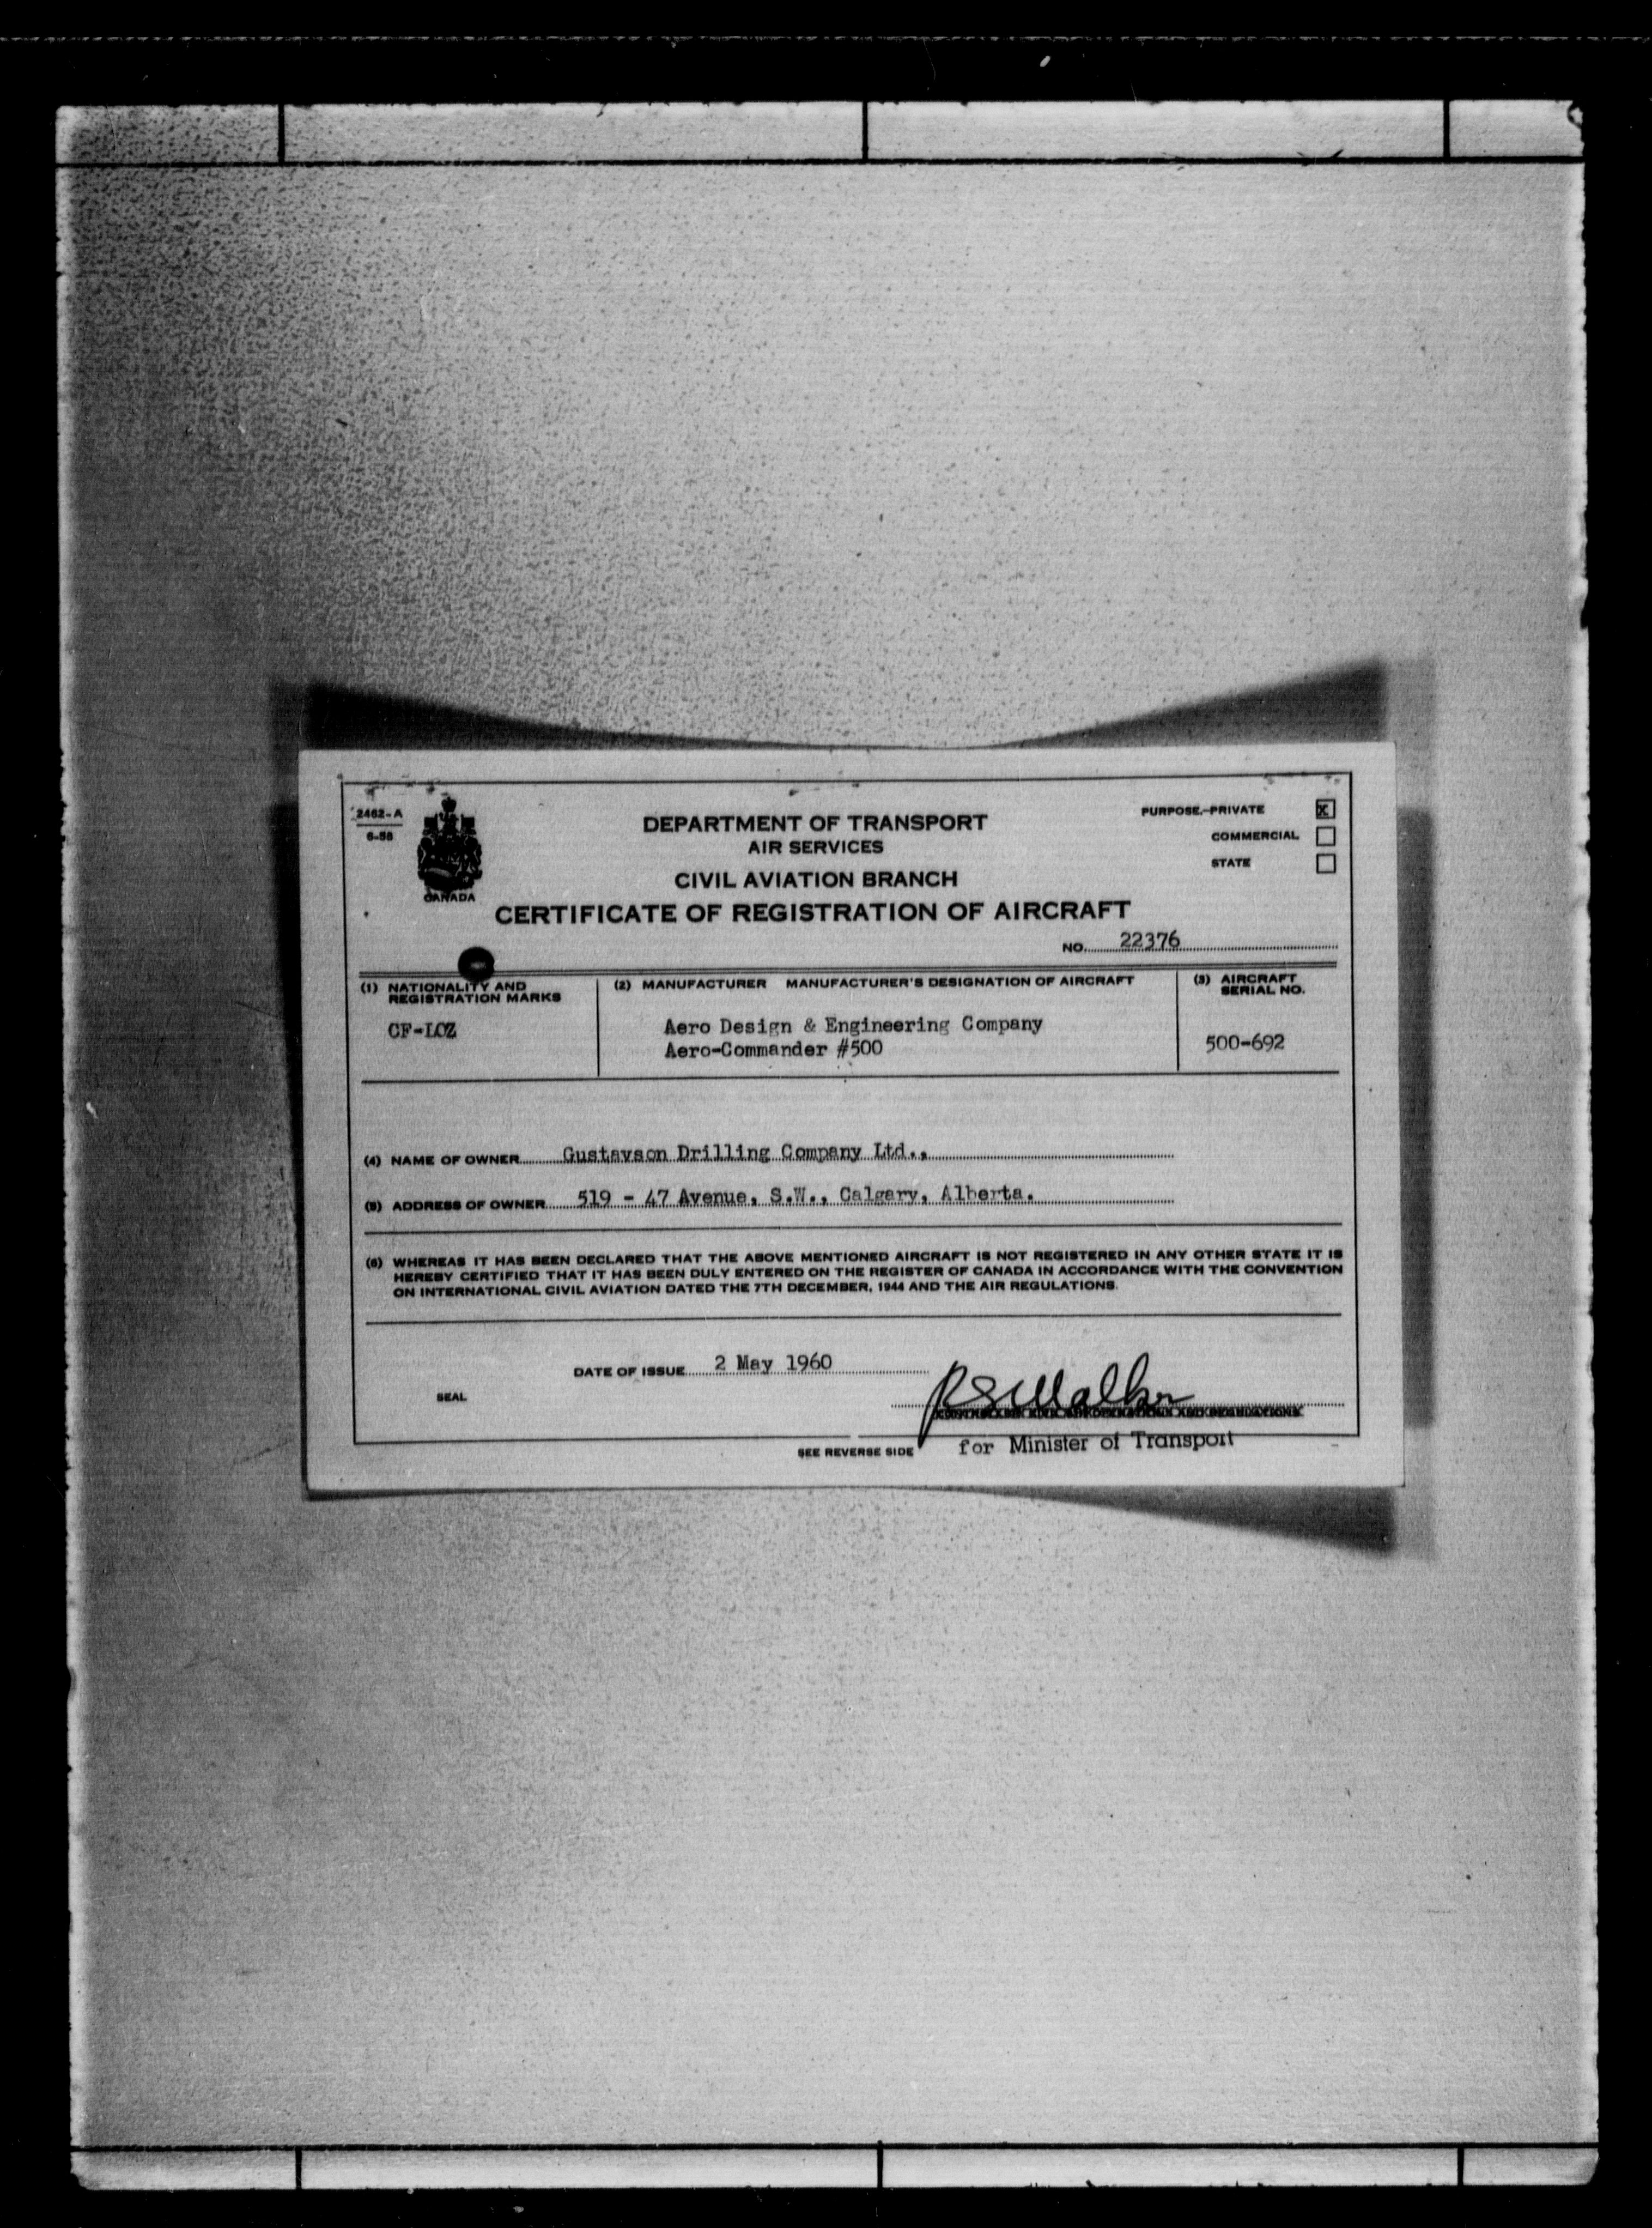 2462-A
6-58
CANADA
DEPARTMENT OF TRANSPORT
AIR SERVICES
CIVIL AVIATION BRANCH
CERTIFICATE OF REGISTRATION OF AIRCRAFT
PURPOSE.-PRIVATE X
COMMERCIAL
STATE
NO. 22376
(1) NATIONALITY AND
REGISTRATION MARKS
CF-LOZ
(2) MANUFACTURER MANUFACTURER'S DESIGNATION OF AIRCRAFT
Aero Design & Engineering Company
Aero-Commander #500
(3) AIRCRAFT
SERIAL NO.
500-692
(4) NAME OF OWNER Gustavson Drilling Company Ltd.,
(5) ADDRESS OF OWNER 519 - 47 Avenue, S.W., Calgary, Alberta.
(6) WHEREAS IT HAS BEEN DECLARED THAT THE ABOVE MENTIONED AIRCRAFT IS NOT REGISTERED IN ANY OTHER STATE IT IS
HEREBY CERTIFIED THAT IT HAS BEEN DULY ENTERED ON THE REGISTER OF CANADA IN ACCORDANCE WITH THE CONVENTION
ON INTERNATIONAL CIVIL AVIATION DATED THE 7TH DECEMBER, 1944 AND THE AIR REGULATIONS.
DATE OF ISSUE 2 May 1960
SEAL
Walker
SEE REVERSE SIDE
for Minister of Transport